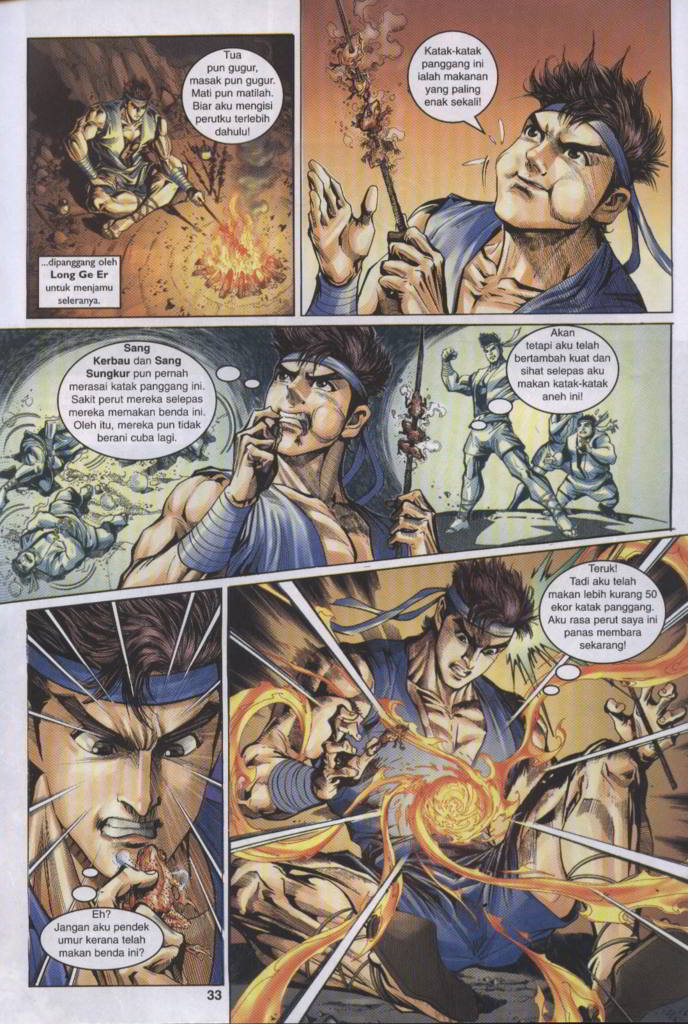 Tua
pun gugur,
masak pun gugur.
Mati pun matilah.
Biar aku mengisi
perutku terlebih
dahulu!
...dipanggang oleh
Long Ge Er
untuk menjamu
seleranya.
Katak-katak
panggang ini
ialah makanan
yang paling
enak sekali!
Sang
Kerbau dan Sang
Sungkur pun pernah
merasai katak panggang ini.
Sakit perut mereka selepas
mereka memakan benda ini.
Oleh itu, mereka pun tidak
berani cuba lagi.
Akan
tetapi aku telah
bertambah kuat dan
sihat selepas aku
makan katak-katak
aneh ini!
Eh?
Jangan aku pendek
umur kerana telah
makan benda ini?
Teruk!
Tadi aku telah
makan lebih kurang 50
ekor katak panggang.
Aku rasa perut saya ini
panas membara
sekarang!
33